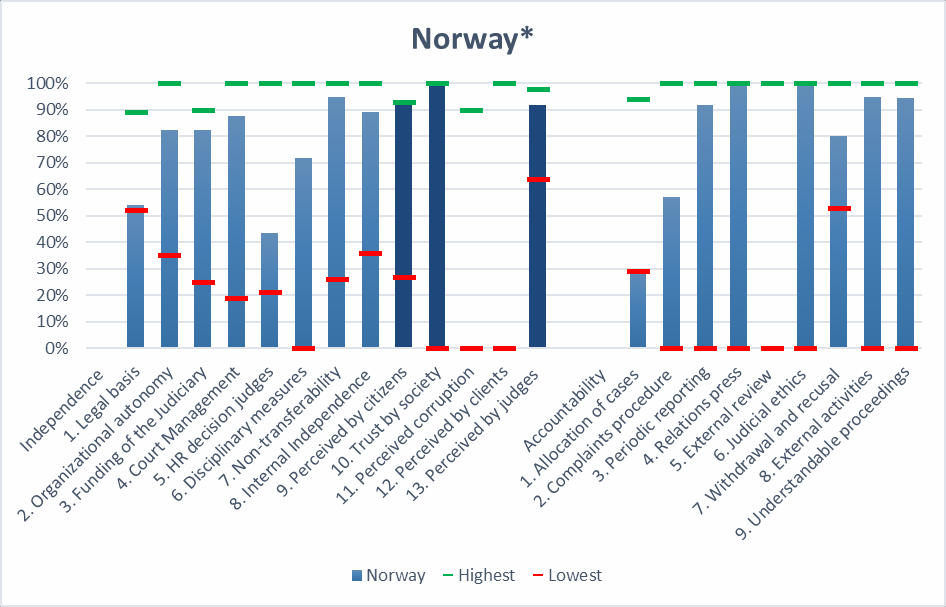 Norway*
100%
90%
80%
70%
60%
50%
40%
30%
20%
10%
0%
Independence
1. Legal basis
2. Organizational autonomy
3. Funding of the Judiciary
4. Court Management
5. HR decision judges
6. Disciplinary measures
7. Non-transferability
8. Internal Independence
9. Perceived by citizens
10. Trust by society
11. Perceived corruption
12. Perceived by clients
13. Perceived by judges
Accountability
1. Allocation of cases
2. Complaints procedure
3. Periodic reporting
4. Relations press
5. External review
6. Judicial ethics
7. Withdrawal and recusal
8. External activities
9. Understandable proceedings
Norway
Highest
Lowest